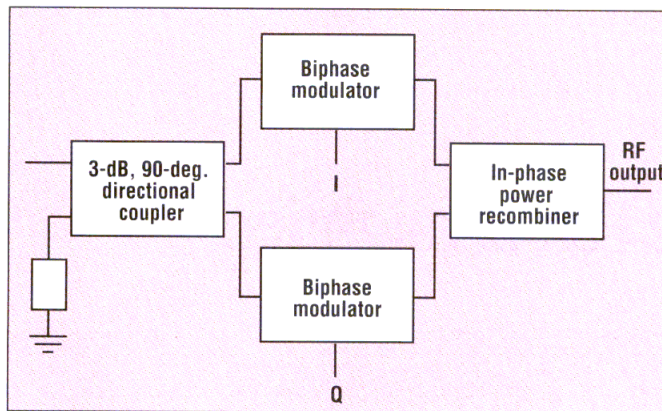 Biphase
modulator
I
3-dB, 90-deg.
directional
coupler
In-phase
power
recombiner
RF
output
Biphase
modulator
Q